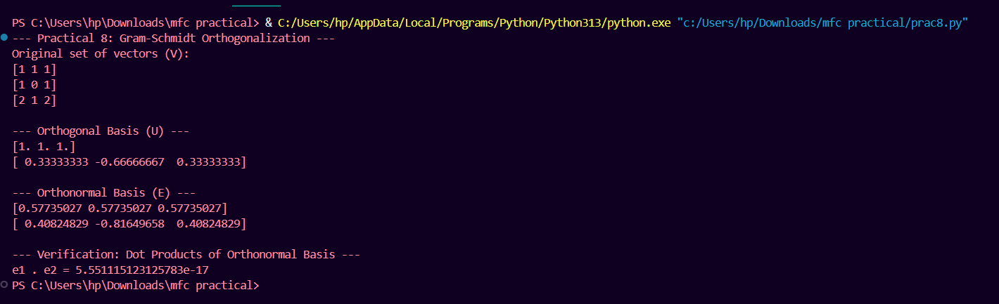 PS C:\Users\hp\Downloads\mfc practical> & C:/Users/hp/AppData/Local/Programs/Python/Python313/python.exe "c:/Users/hp/Downloads/mfc practical/prac8.py"
--- Practical 8: Gram-Schmidt Orthogonalization ---
Original set of vectors (V):
[1 1 1]
[1 0 1]
[2 1 2]

--- Orthogonal Basis (U) ---
[1. 1. 1.]
[ 0.33333333 -0.66666667  0.33333333]

--- Orthonormal Basis (E) ---
[0.57735027 0.57735027 0.57735027]
[ 0.40824829 -0.81649658  0.40824829]

--- Verification: Dot Products of Orthonormal Basis ---
e1 . e2 = 5.551115123125783e-17
PS C:\Users\hp\Downloads\mfc practical>